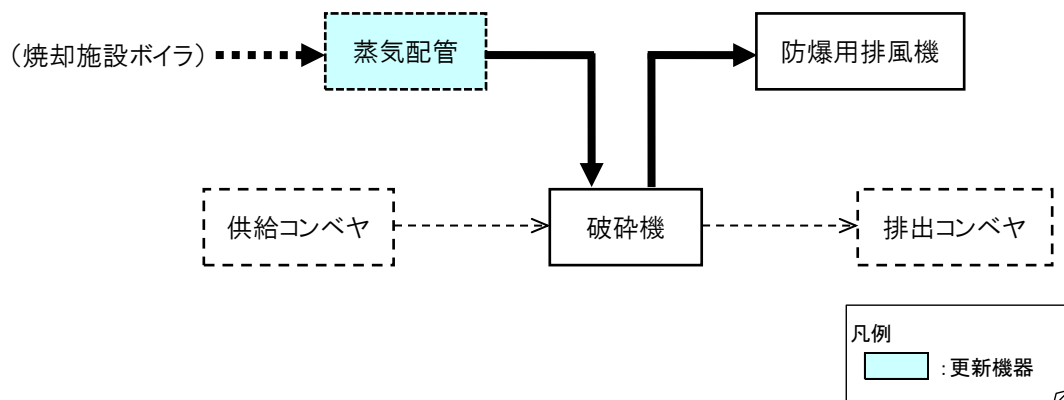 (焼却施設ボイラ)
蒸気配管
防爆用排風機
供給コンベヤ
破砕機
排出コンベヤ
凡例
:更新機器